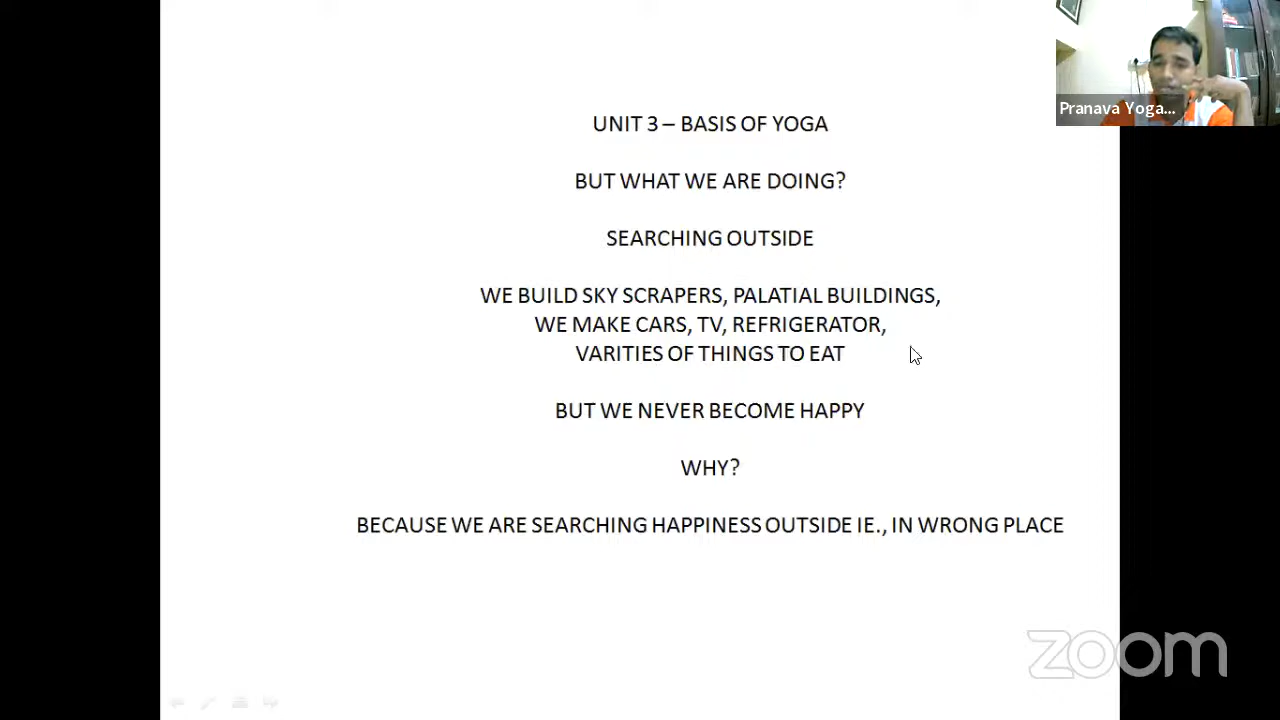 Pranava Yoga...
UNIT 3 – BASIS OF YOGA
BUT WHAT WE ARE DOING?
SEARCHING OUTSIDE
WE BUILD SKY SCRAPERS, PALATIAL BUILDINGS,
WE MAKE CARS, TV, REFRIGERATOR,
VARITIES OF THINGS TO EAT
BUT WE NEVER BECOME HAPPY
WHY?
BECAUSE WE ARE SEARCHING HAPPINESS OUTSIDE IE., IN WRONG PLACE
zoom